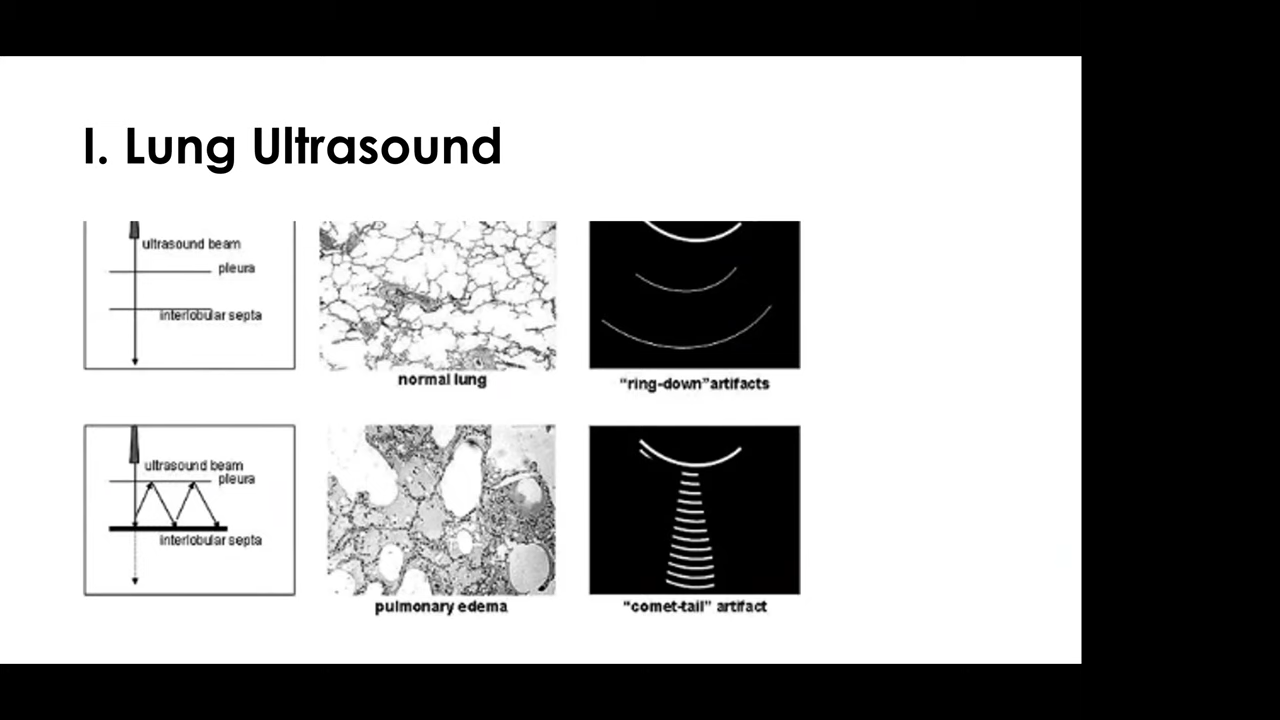 I. Lung Ultrasound
ultrasound beam
pleura
interlobular septa
normal lung
“ring-down”artifacts
ultrasound beam
pleura
interlobular septa
pulmonary edema
“comet-tail” artifact